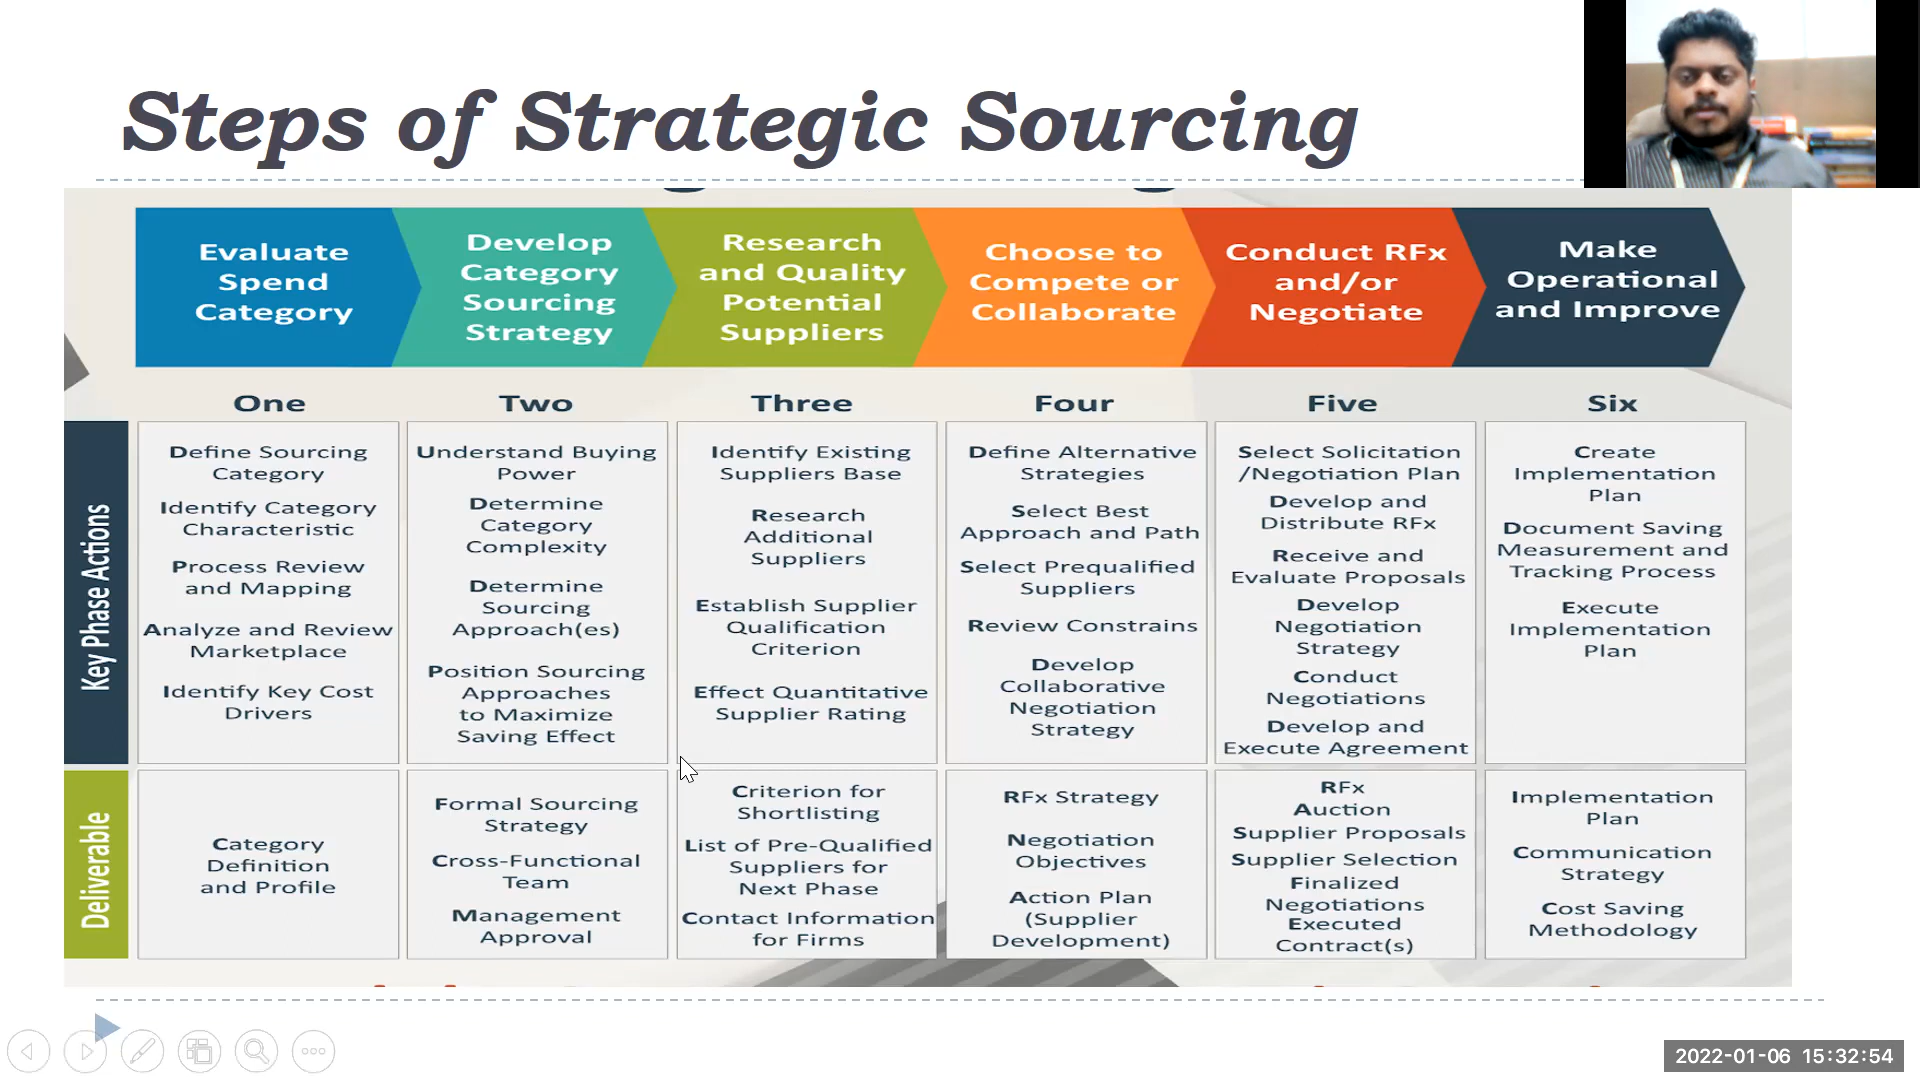 Steps of Strategic Sourcing
Evaluate
Spend
Category
Develop
Category
Sourcing
Strategy
Research
and Quality
Potential
Suppliers
Choose to
Compete or
Collaborate
Conduct RFx
and/or
Negotiate
Make
Operational
and Improve
One
Two
Three
Four
Five
Six
Key Phase Actions
Define Sourcing
Category
Identify Category
Characteristic
Process Review
and Mapping
Analyze and Review
Marketplace
Identify Key Cost
Drivers
Understand Buying
Power
Determine
Category
Complexity
Determine
Sourcing
Approach(es)
Position Sourcing
Approaches
to Maximize
Saving Effect
Identify Existing
Suppliers Base
Research
Additional
Suppliers
Establish Supplier
Qualification
Criterion
Effect Quantitative
Supplier Rating
Define Alternative
Strategies
Select Best
Approach and Path
Select Prequalified
Suppliers
Review Constrains
Develop
Collaborative
Negotiation
Strategy
Select Solicitation
/Negotiation Plan
Develop and
Distribute RFx
Receive and
Evaluate Proposals
Develop
Negotiation
Strategy
Conduct
Negotiations
Develop and
Execute Agreement
Create
Implementation
Plan
Document Saving
Measurement and
Tracking Process
Execute
Implementation
Plan
Deliverable
Category
Definition
and Profile
Formal Sourcing
Strategy
Cross-Functional
Team
Management
Approval
Criterion for
Shortlisting
List of Pre-Qualified
Suppliers for
Next Phase
Contact Information
for Firms
RFx Strategy
Negotiation
Objectives
Action Plan
(Supplier
Development)
RFx
Auction
Supplier Proposals
Supplier Selection
Finalized
Negotiations
Executed
Contract(s)
Implementation
Plan
Communication
Strategy
Cost Saving
Methodology
2022-01-06 15:32:54